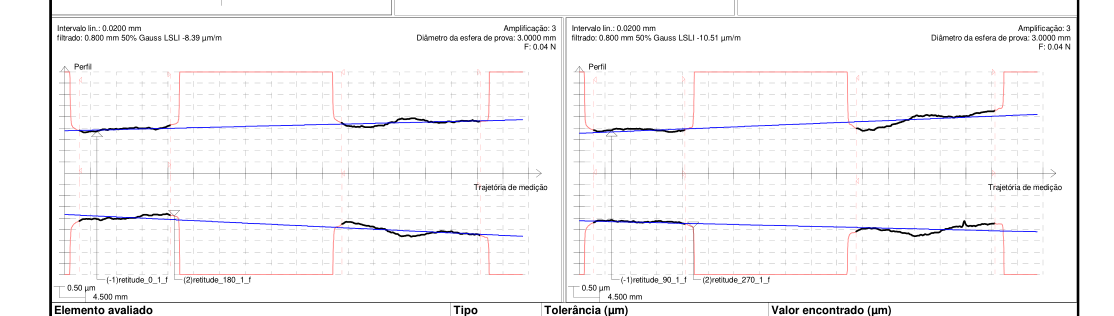 Intervalo lin.: 0.0200 mm
filtrado: 0.800 mm 50% Gauss LSLI -8.39 µm/m
Amplificação: 3
Diâmetro da esfera de prova: 3.0000 mm
F: 0.04 N
Perfil
Trajetória de medição
(-1)retitude_0_1_f
(2)retitude_180_1_f
0.50 µm
4.500 mm
Intervalo lin.: 0.0200 mm
filtrado: 0.800 mm 50% Gauss LSLI -10.51 µm/m
Amplificação: 3
Diâmetro da esfera de prova: 3.0000 mm
F: 0.04 N
Perfil
Trajetória de medição
(-1)retitude_90_1_f
(2)retitude_270_1_f
0.50 µm
4.500 mm
Elemento avaliado Tipo Tolerância (µm) Valor encontrado (µm)